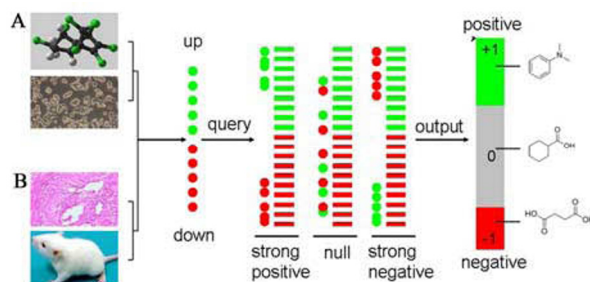 A
B
up
down
query
strong
positive
null
strong
negative
output
positive
+1
0
-1
negative
N
O
OH
HO
O
O
OH